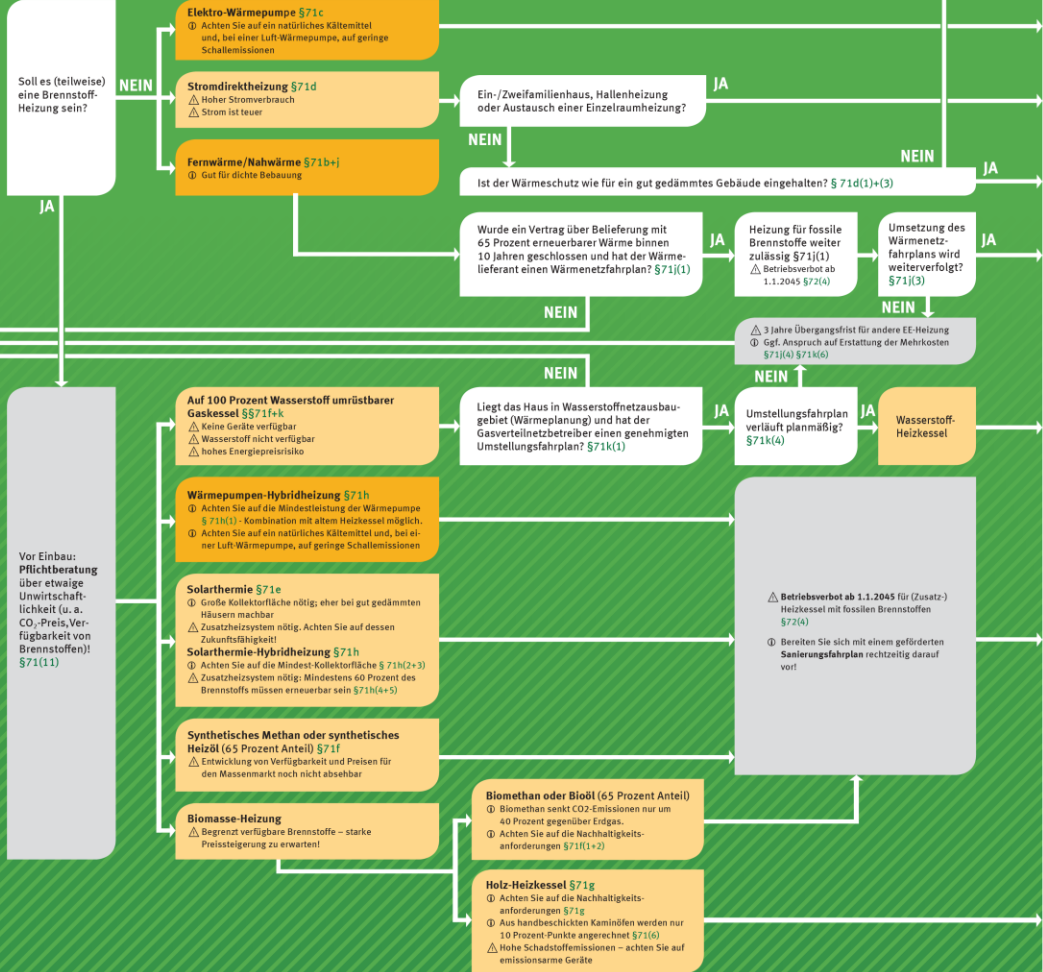 Elektro-Wärmepumpe §71c
Achten Sie auf ein natürliches Kältemittel
und, bei einer Luft-Wärmepumpe, auf geringe
Schallemissionen
Soll es (teilweise)
eine Brennstoff-
Heizung sein?
NEIN
Stromdirektheizung §71d
Hoher Stromverbrauch
Strom ist teuer
Ein-/Zweifamilienhaus, Hallenheizung
oder Austausch einer Einzelraumheizung?
JA
NEIN
NEIN
Fernwärme/Nahwärme §71b+j
Gut für dichte Bebauung
Ist der Wärmeschutz wie für ein gut gedämmtes Gebäude eingehalten? § 71d(1)+(3)
JA
JA
Wurde ein Vertrag über Belieferung mit
65 Prozent erneuerbarer Wärme binnen
10 Jahren geschlossen und hat der Wärme-
lieferant einen Wärmenetzfahrplan? §71j(1)
JA
Heizung für fossile
Brennstoffe weiter
zulässig §71j(1)
Betriebsverbot ab
1.1.2045 §72(4)
Umsetzung des
Wärmenetz-
fahrplans wird
weiterverfolgt?
§71j(3)
JA
NEIN
NEIN
3 Jahre Übergangsfrist für andere EE-Heizung
Ggf. Anspruch auf Erstattung der Mehrkosten
§71j(4) §71k(6)
NEIN
NEIN
Auf 100 Prozent Wasserstoff umrüstbarer
Gaskessel §§71f+k
Keine Geräte verfügbar
Wasserstoff nicht verfügbar
hohes Energiepreisrisiko
Liegt das Haus in Wasserstoffnetzausbau-
gebiet (Wärmeplanung) und hat der
Gasverteilnetzbetreiber einen genehmigten
Umstellungsfahrplan? §71k(1)
JA
Umstellungsfahrplan
verläuft planmäßig?
§71k(4)
JA
Wasserstoff-
Heizkessel
Wärmepumpen-Hybridheizung §71h
Achten Sie auf die Mindestleistung der Wärmepumpe
§ 71h(1) - Kombination mit altem Heizkessel möglich.
Achten Sie auf ein natürliches Kältemittel und, bei ei-
ner Luft-Wärmepumpe, auf geringe Schallemissionen
Vor Einbau:
Pflichtberatung
über etwaige
Unwirtschaft-
lichkeit (u. a.
CO₂-Preis,Ver-
fügbarkeit von
Brennstoffen)!
§71(11)
Solarthermie §71e
Große Kollektorfläche nötig; eher bei gut gedämmten
Häusern machbar
Zusatzheizsystem nötig. Achten Sie auf dessen
Zukunftsfähigkeit!
Solarthermie-Hybridheizung §71h
Achten Sie auf die Mindest-Kollektorfläche § 71h(2+3)
Zusatzheizsystem nötig: Mindestens 60 Prozent des
Brennstoffs müssen erneuerbar sein §71h(4+5)
Betriebsverbot ab 1.1.2045 für (Zusatz-)
Heizkessel mit fossilen Brennstoffen
§72(4)
Bereiten Sie sich mit einem geförderten
Sanierungsfahrplan rechtzeitig darauf
vor!
Synthetisches Methan oder synthetisches
Heizöl (65 Prozent Anteil) §71f
Entwicklung von Verfügbarkeit und Preisen für
den Massenmarkt noch nicht absehbar
Biomasse-Heizung
Begrenzt verfügbare Brennstoffe – starke
Preissteigerung zu erwarten!
Biomethan oder Bioöl (65 Prozent Anteil)
Biomethan senkt CO2-Emissionen nur um
40 Prozent gegenüber Erdgas.
Achten Sie auf die Nachhaltigkeits-
anforderungen §71f(1+2)
Holz-Heizkessel §71g
Achten Sie auf die Nachhaltigkeits-
anforderungen §71g
Aus handbeschickten Kaminöfen werden nur
10 Prozent-Punkte angerechnet §71(6)
Hohe Schadstoffemissionen – achten Sie auf
emissionsarme Geräte